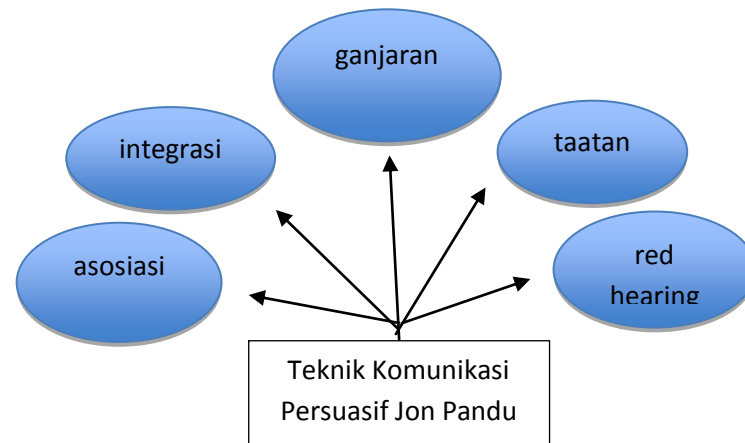 ganjaran
integrasi
taatan
asosiasi
red
hearing
Teknik Komunikasi
Persuasif Jon Pandu